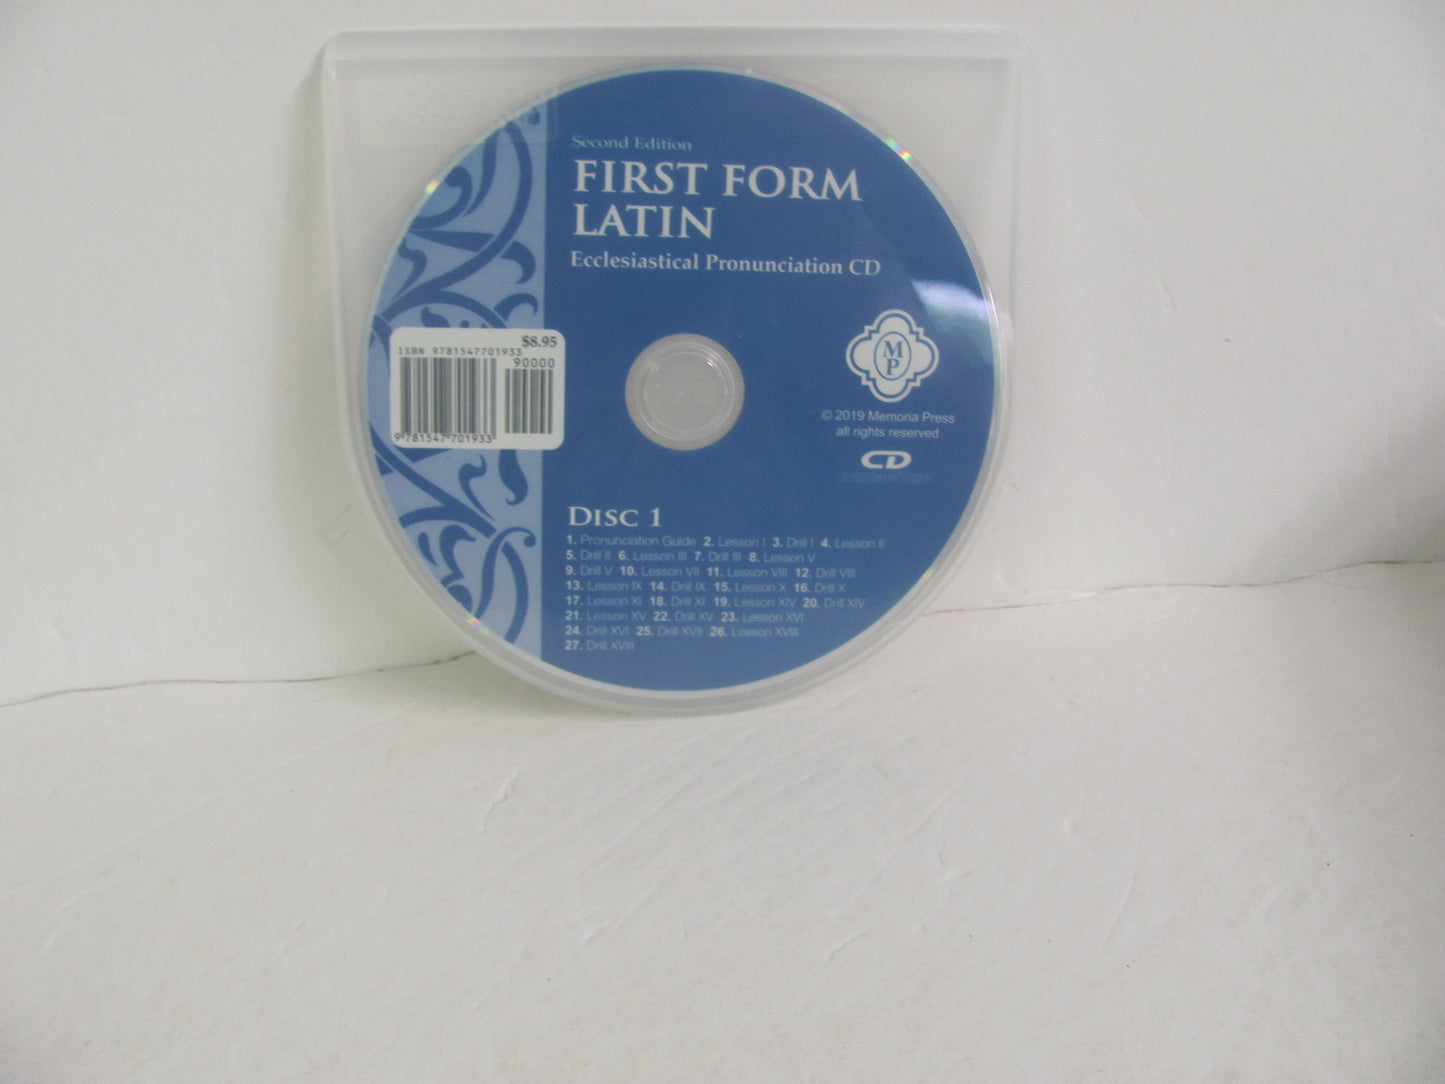 Second Edition
FIRST FORM
LATIN
Ecclesiastical Pronunciation CD
$8.95
ISBN 9781547701933
90000
9 781547 701933
M
P
© 2019 Memoria Press
all rights reserved
CD
DISC 1
1. Pronunciation Guide 2. Lesson I 3. Drill I 4. Lesson II
5. Drill II 6. Lesson III 7. Drill III 8. Lesson V
9. Drill V 10. Lesson VII 11. Lesson VIII 12. Drill VIII
13. Lesson IX 14. Drill IX 15. Lesson X 16. Drill X
17. Lesson XI 18. Drill XI 19. Lesson XIV 20. Drill XIV
21. Lesson XV 22. Drill XV 23. Lesson XVI
24. Drill XVI 25. Drill XVII 26. Lesson XVIII
27. Drill XVIII